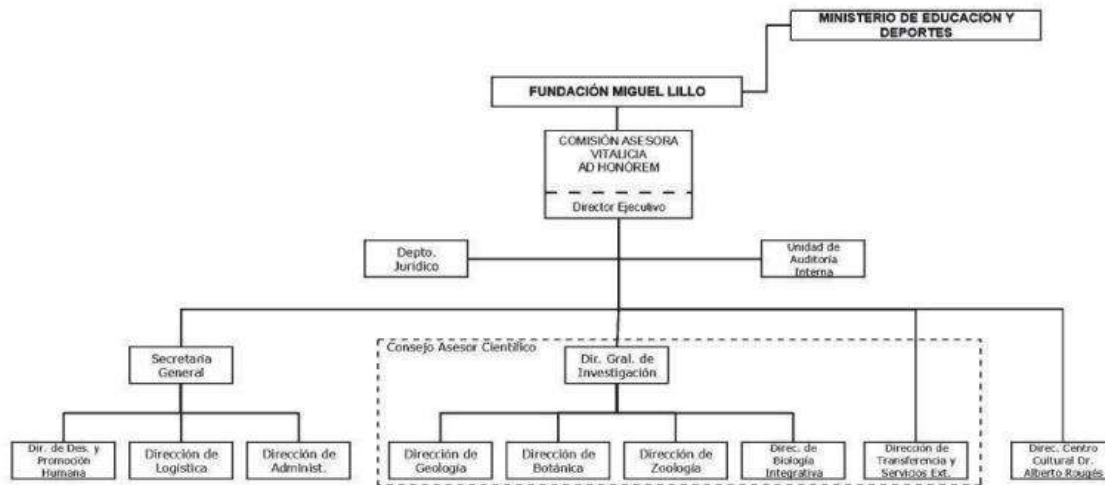 MINISTERIO DE EDUCACION Y
DEPORTES
FUNDACIÓN MIGUEL LILLO
COMISIÓN ASESORA
VITALICIA
AD HONÓREM
Director Ejecutivo
Depto.
Jurídico
Unidad de
Auditoría
Interna
Secretaria
General
Consejo Asesor Científico
Dir. Gral. de
Investigación
Dir. de Des. y
Promoción
Humana
Dirección de
Logística
Dirección de
Administ.
Dirección de
Geología
Dirección de
Botánica
Dirección de
Zoología
Direc. de
Biología
Integrativa
Dirección de
Transferencia y
Servicios Ext.
Direc. Centro
Cultural Dr.
Alberto Rougés